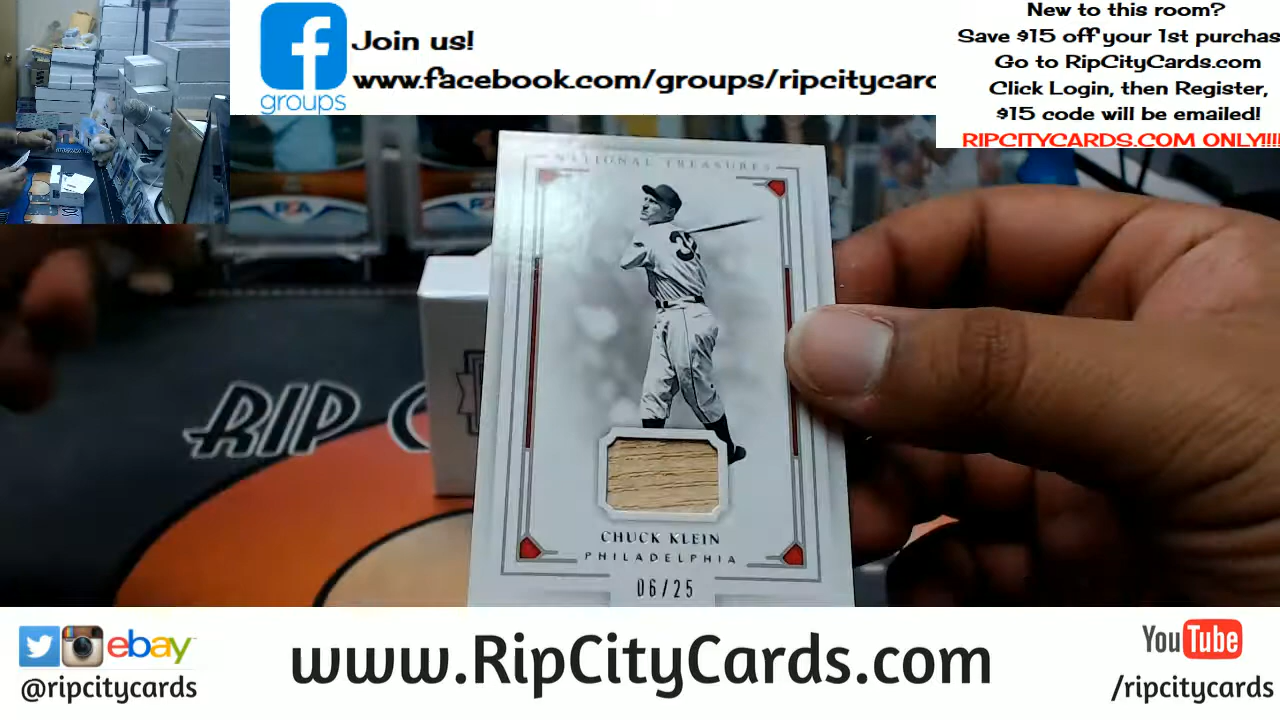 Join us!
www.facebook.com/groups/ripcitycarc
groups
New to this room?
Save $15 off your 1st purchas
Go to RipCityCards.com
Click Login, then Register,
$15 code will be emailed!
RIPCITYCARDS.COM ONLY!!!!
NATIONAL TREASURES
PSA
RIP C
CHUCK KLEIN
PHILADELPHIA
06/25
ebay
@ripcitycards
www.RipCityCards.com
YouTube
/ripcitycards